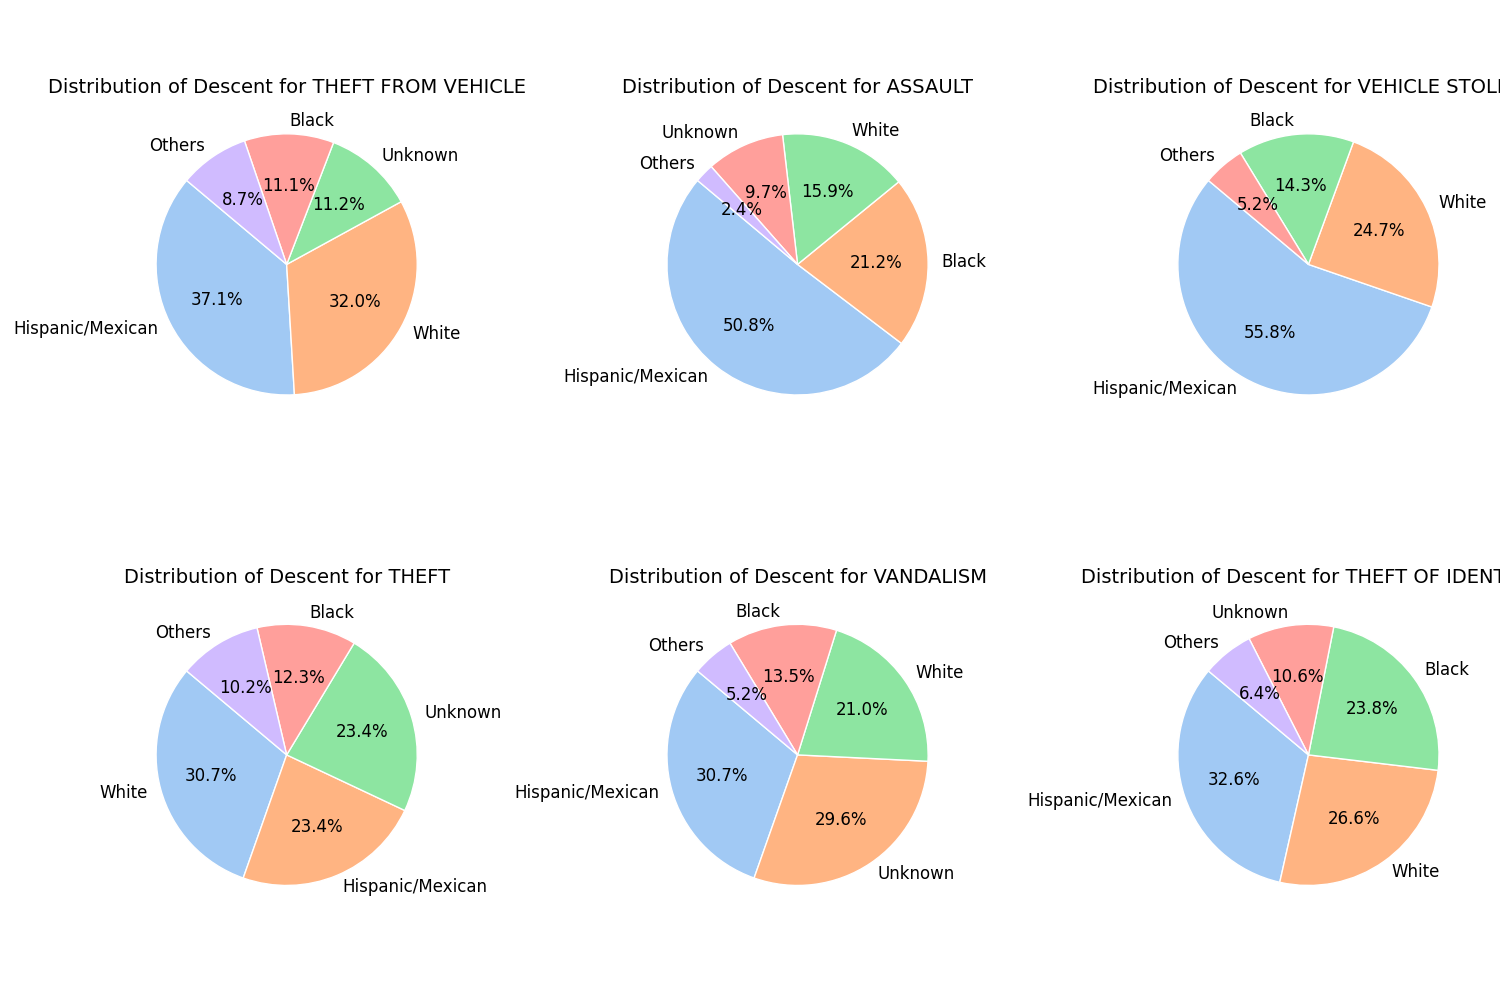 Distribution of Descent for THEFT FROM VEHICLE
Black
Others
Unknown
11.1%
8.7%
11.2%
37.1%
32.0%
Hispanic/Mexican
White
Distribution of Descent for ASSAULT
White
Unknown
Others
9.7%
15.9%
2.4%
21.2%
Black
50.8%
Hispanic/Mexican
Distribution of Descent for VEHICLE STOL
Black
Others
14.3%
5.2%
White
24.7%
55.8%
Hispanic/Mexican
Distribution of Descent for THEFT
Black
Others
12.3%
10.2%
Unknown
23.4%
30.7%
White
23.4%
Hispanic/Mexican
Distribution of Descent for VANDALISM
Black
Others
White
13.5%
5.2%
21.0%
30.7%
Hispanic/Mexican
29.6%
Unknown
Distribution of Descent for THEFT OF IDENT
Unknown
Others
Black
10.6%
6.4%
23.8%
32.6%
Hispanic/Mexican
26.6%
White